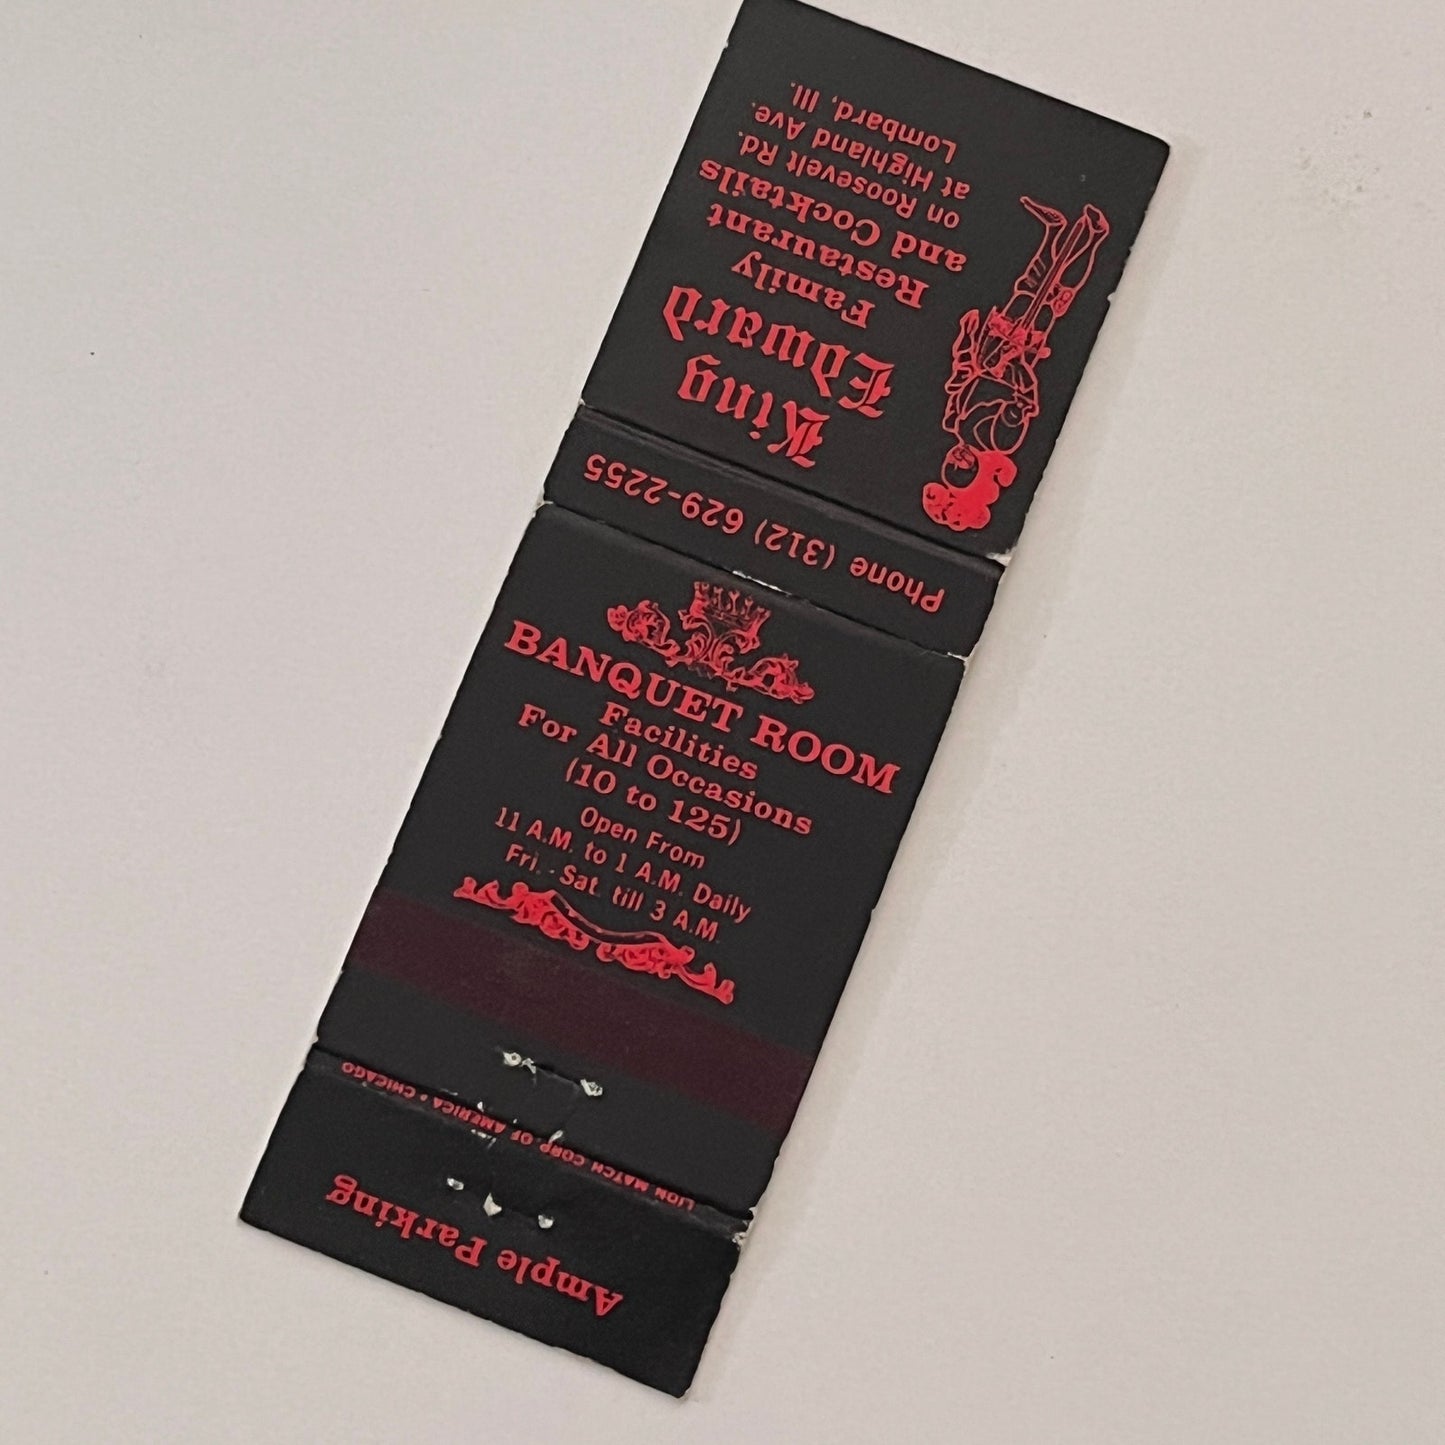 King
Edward
Family
Restaurant
and Cocktails
on Roosevelt Rd.
at Highland Ave.
Lombard, Ill.
Phone (312) 629-2255
BANQUET ROOM
Facilities
For All Occasions
(10 to 125)
Open From
11 A.M. to 1 A.M. Daily
Fri. - Sat. till 3 A.M.
LION MATCH CORP. OF AMERICA • CHICAGO
Ample Parking